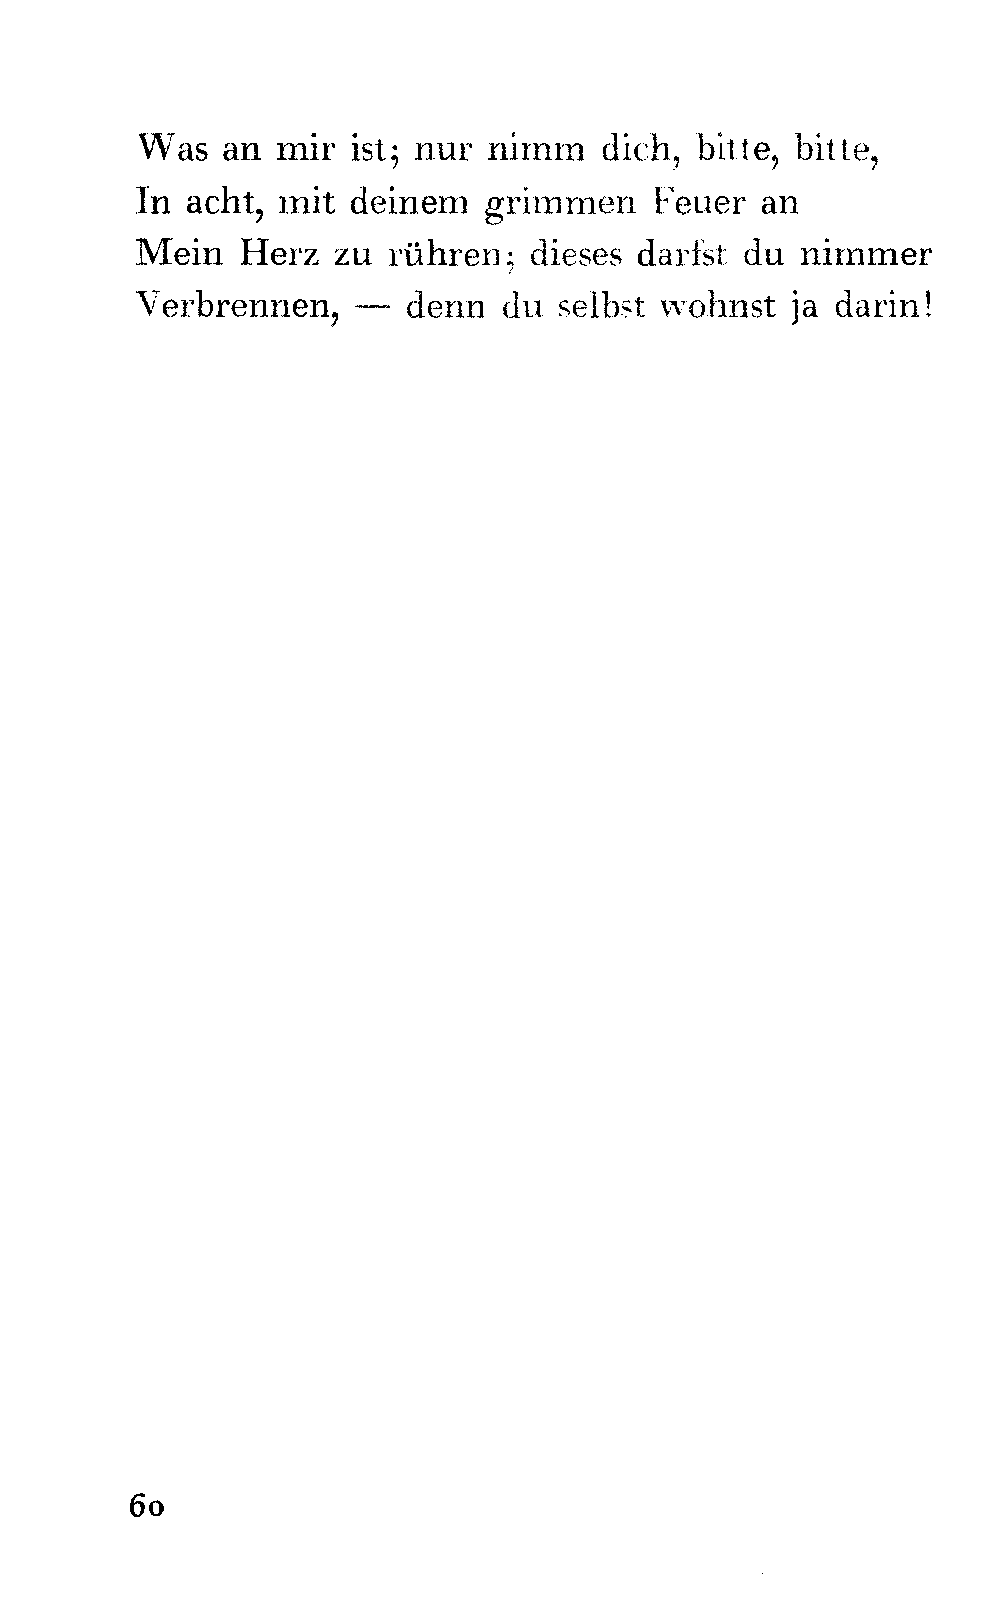 Was an mir ist; nur nimm dich, bitte, bitte,
In acht, mit deinem grimmen Feuer an
Mein Herz zu rühren; dieses darfst du nimmer
Verbrennen, — denn du selbst wohnst ja darin!
60